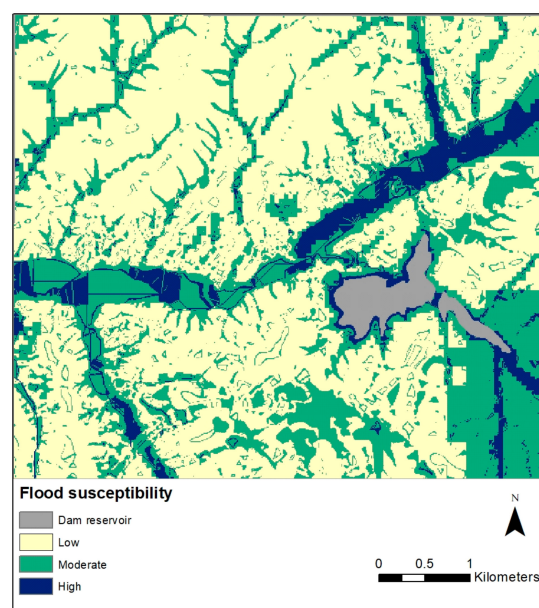 Flood susceptibility
Dam reservoir
Low
Moderate
High
N
0 0.5 1
Kilometers